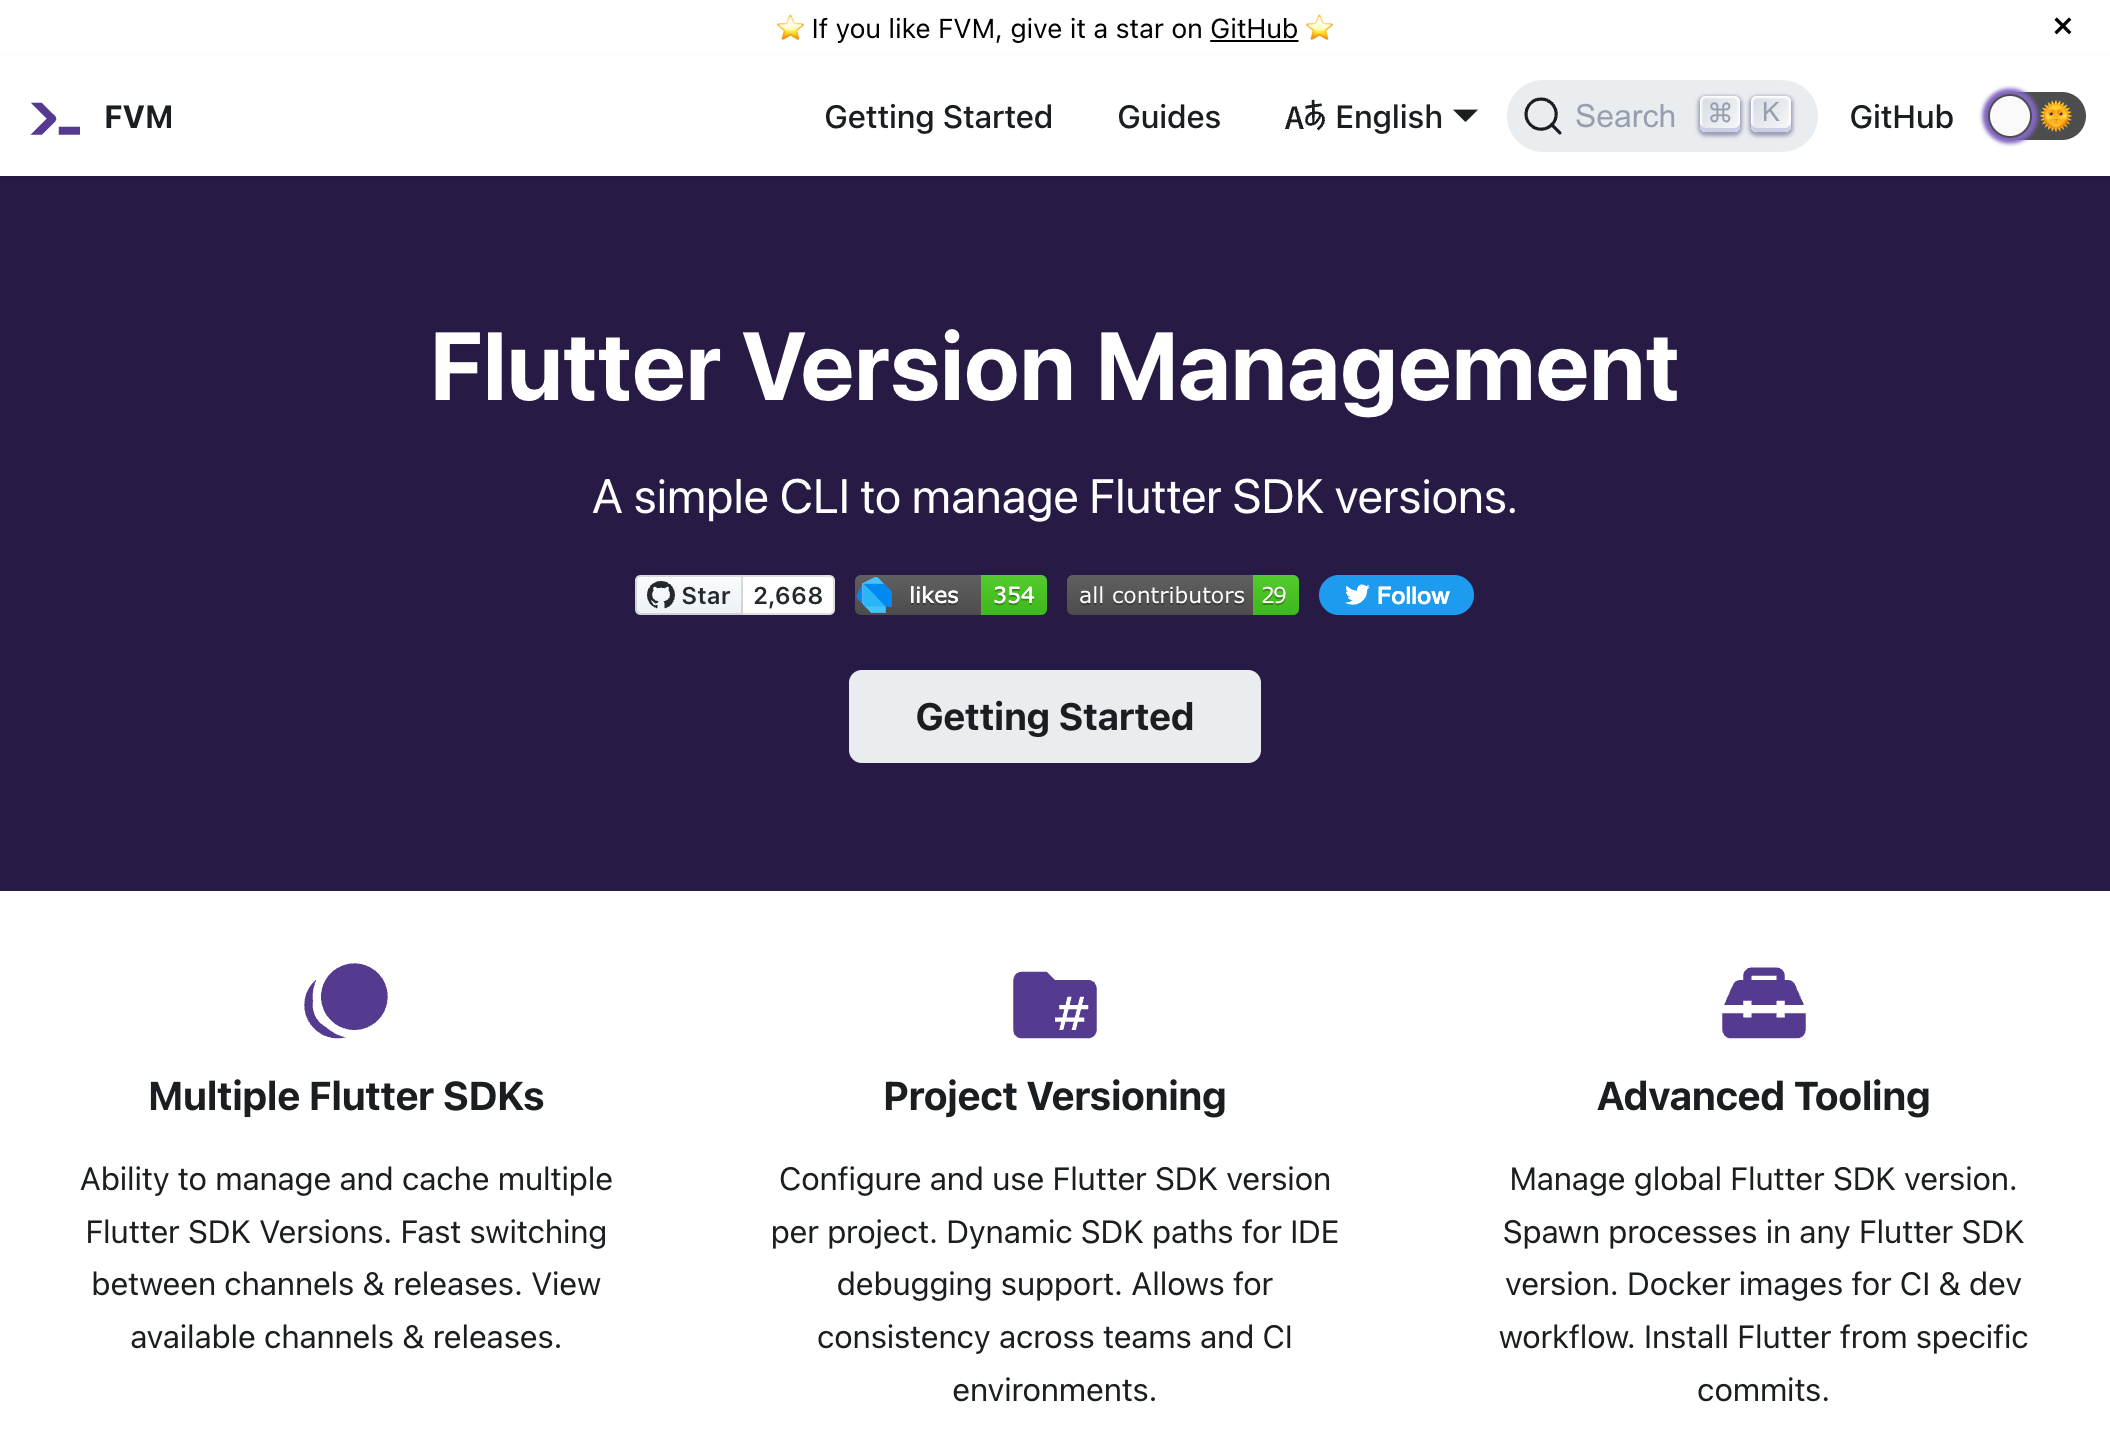 ⭐ If you like FVM, give it a star on GitHub ⭐
×
FVM
Getting Started
Guides
Aあ English
Search ⌘ K
GitHub
🌞
Flutter Version Management
A simple CLI to manage Flutter SDK versions.
Star 2,668
likes 354
all contributors 29
Follow
Getting Started
#
Multiple Flutter SDKs
Ability to manage and cache multiple
Flutter SDK Versions. Fast switching
between channels & releases. View
available channels & releases.
Project Versioning
Configure and use Flutter SDK version
per project. Dynamic SDK paths for IDE
debugging support. Allows for
consistency across teams and CI
environments.
Advanced Tooling
Manage global Flutter SDK version.
Spawn processes in any Flutter SDK
version. Docker images for CI & dev
workflow. Install Flutter from specific
commits.